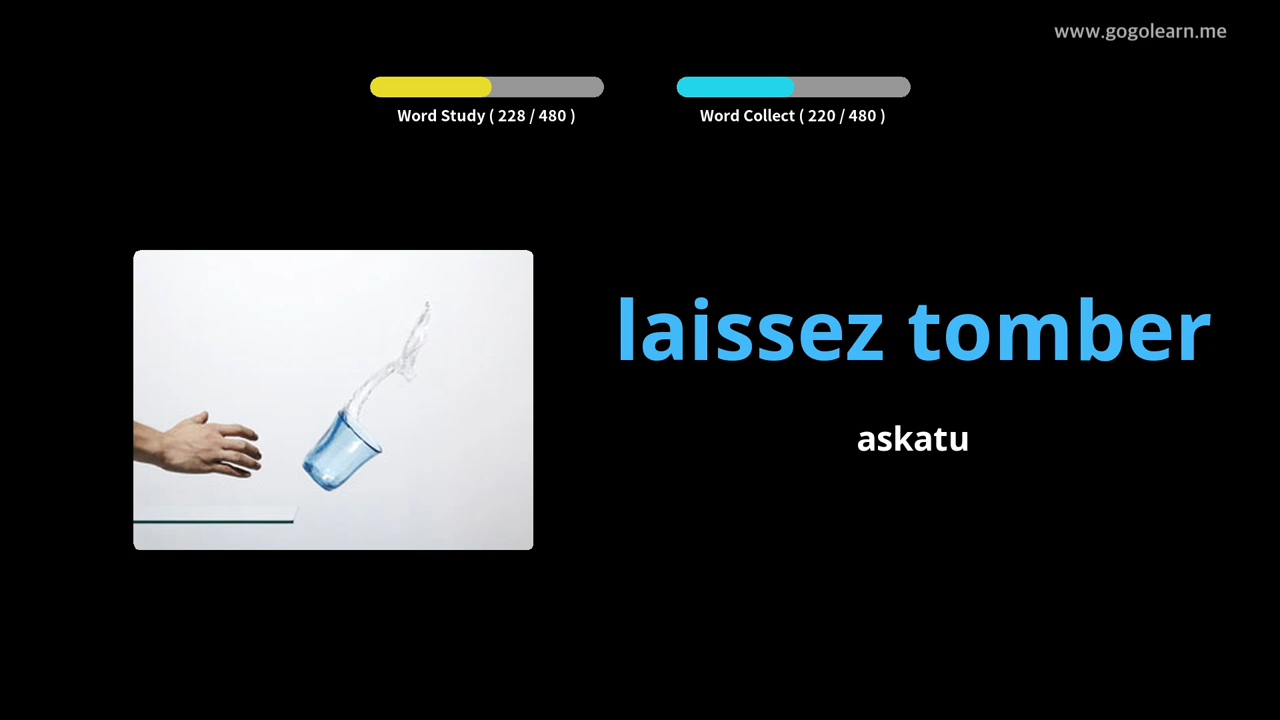 www.gogolearn.me
Word Study ( 228 / 480 )
Word Collect ( 220 / 480 )
laissez tomber
askatu